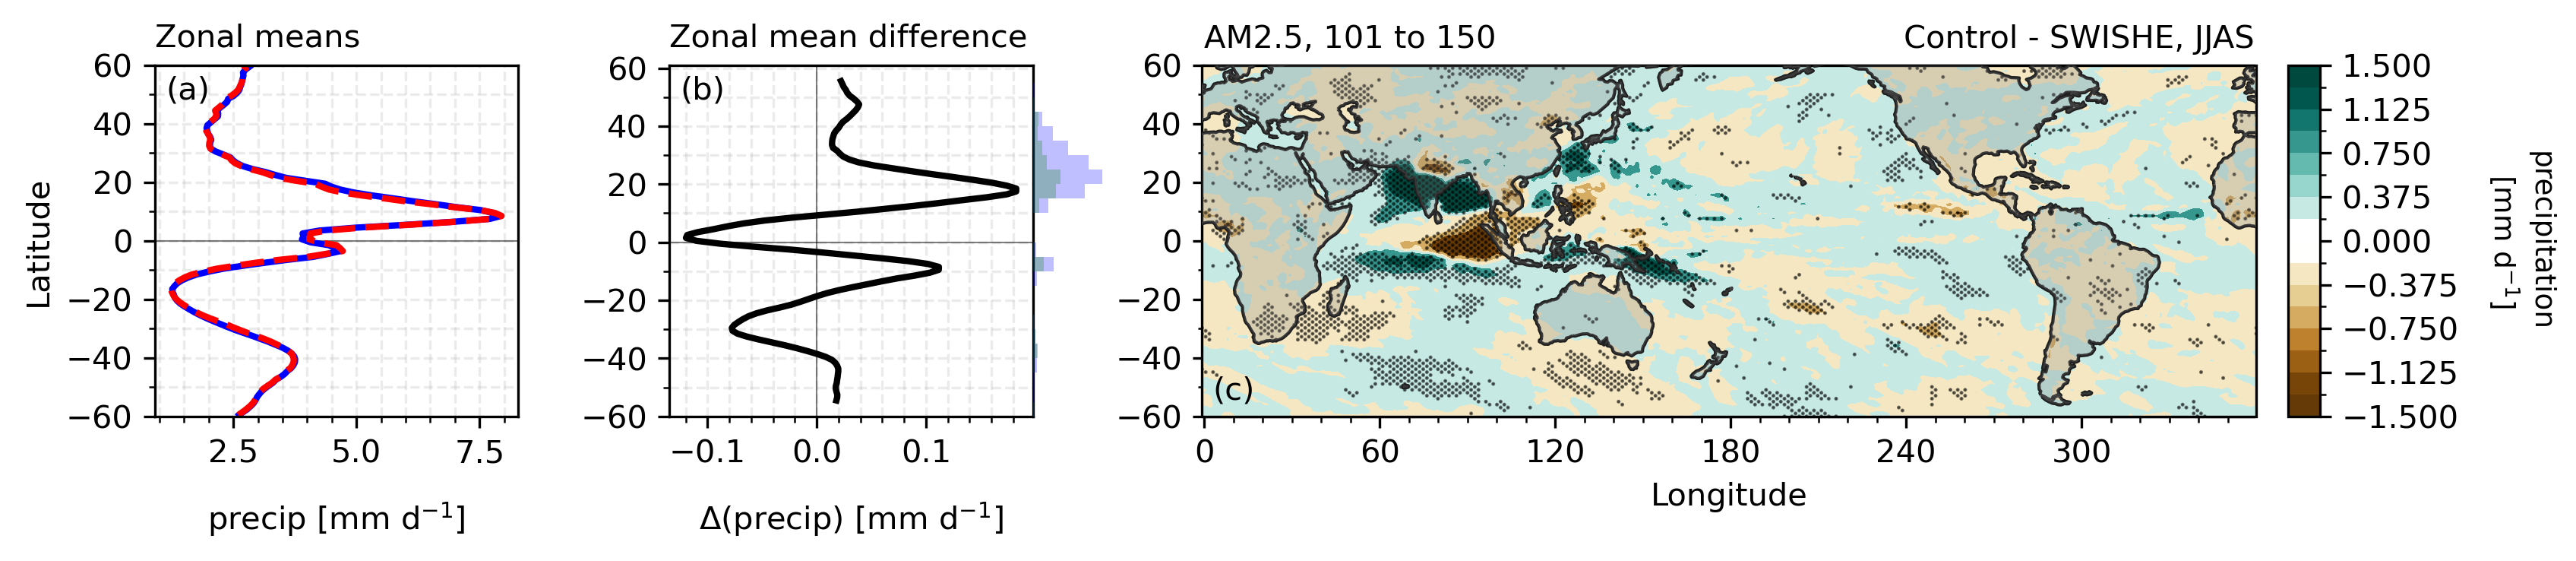 Zonal means
(a)
60
40
20
0
−20
−40
−60
Latitude
2.5 5.0 7.5
precip [mm d⁻¹]
Zonal mean difference
(b)
60
40
20
0
−20
−40
−60
−0.1 0.0 0.1
Δ(precip) [mm d⁻¹]
AM2.5, 101 to 150 Control - SWISHE, JJAS
(c)
60
40
20
0
−20
−40
−60
0 60 120 180 240 300
Longitude
1.500
1.125
0.750
0.375
0.000
−0.375
−0.750
−1.125
−1.500
precipitation
[mm d⁻¹]